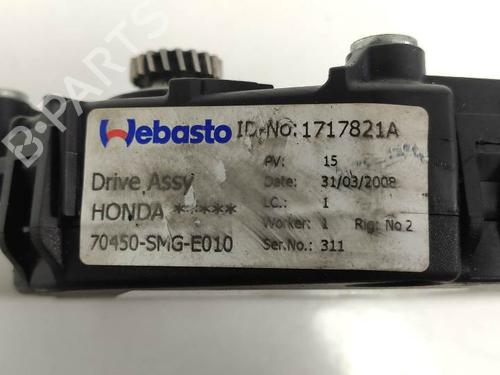 Webasto ID-No:1717821A
PV: 15
Drive Assy Date: 31/03/2008
HONDA ***** LC.: I
Worker: 1 Rig: No 2
70450-SMG-E010 Ser.No.: 311
B-PARTS